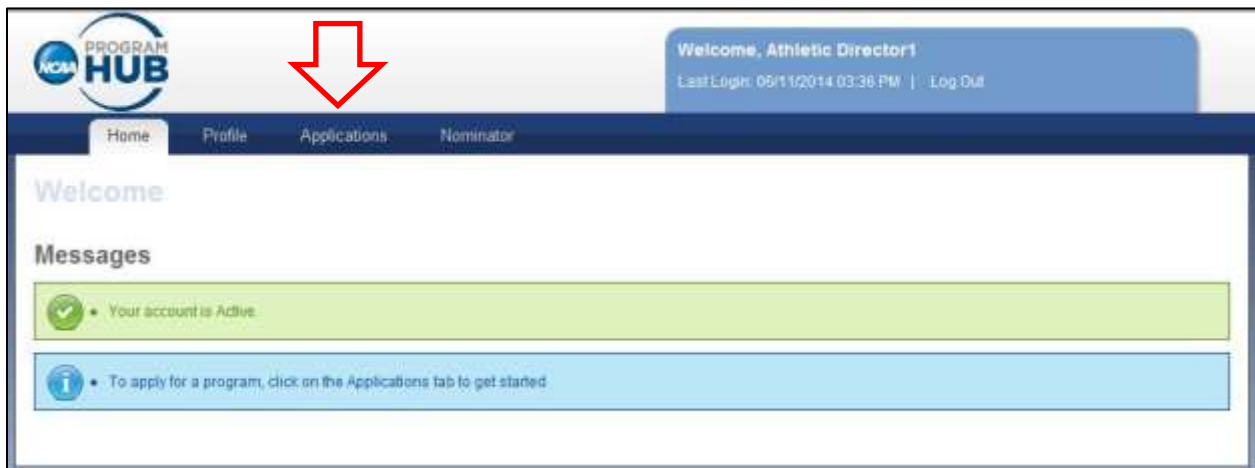 NCAA PROGRAM HUB
Welcome, Athletic Director1
Last Login: 06/11/2014 03:36 PM | Log Out
Home Profile Applications Nominator
Welcome
Messages
• Your account is Active
• To apply for a program, click on the Applications tab to get started